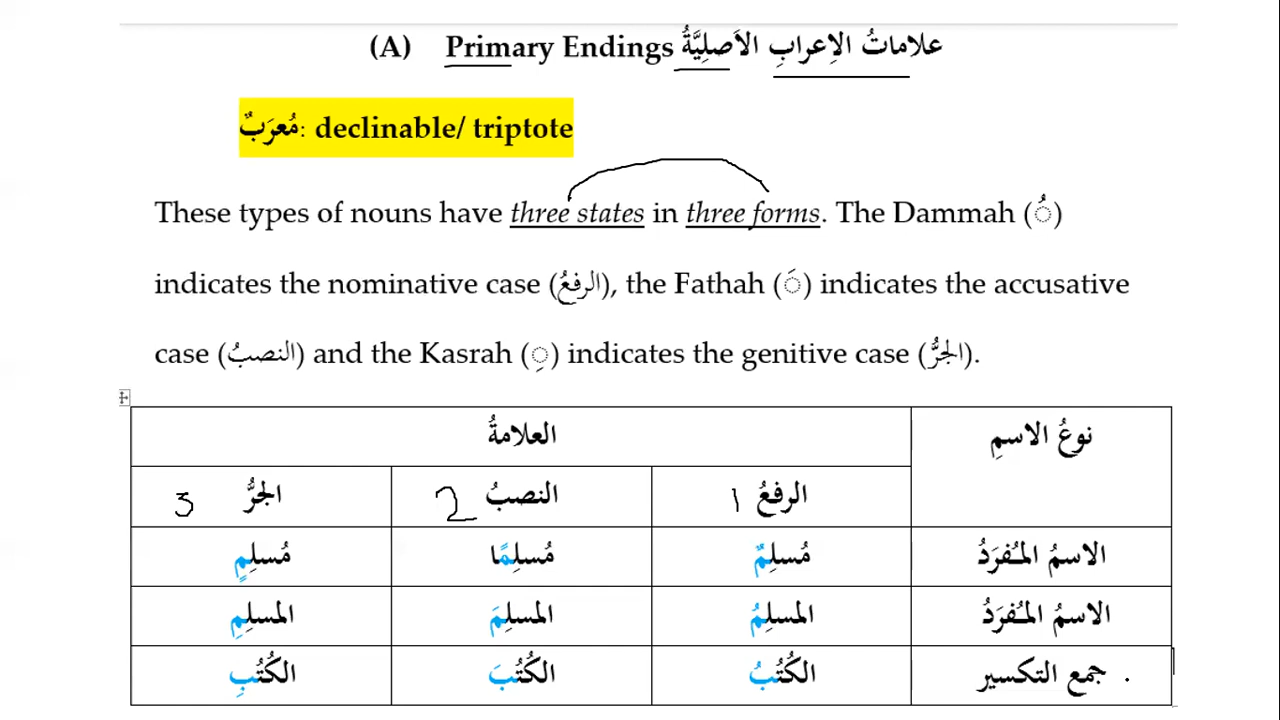 (A) Primary Endings علاماتُ الإعرابِ الاَصلِيَّةُ
مُعرَبٌ: declinable/ triptote
These types of nouns have three states in three forms. The Dammah (ُ)
indicates the nominative case (الرفعُ), the Fathah (َ) indicates the accusative
case (النصبُ) and the Kasrah (ِ) indicates the genitive case (الجرُّ).
نوعُ الاسمِ العلامةُ
الرفعُ 1 النصبُ 2 الجرُّ 3
الاسمُ المُفرَدُ مُسلِمٌ مُسلِمًا مُسلِمٍ
الاسمُ المُفرَدُ المسلِمُ المسلِمَ المسلِمِ
جمع التكسير الكُتُبُ الكُتُبَ الكُتُبِ